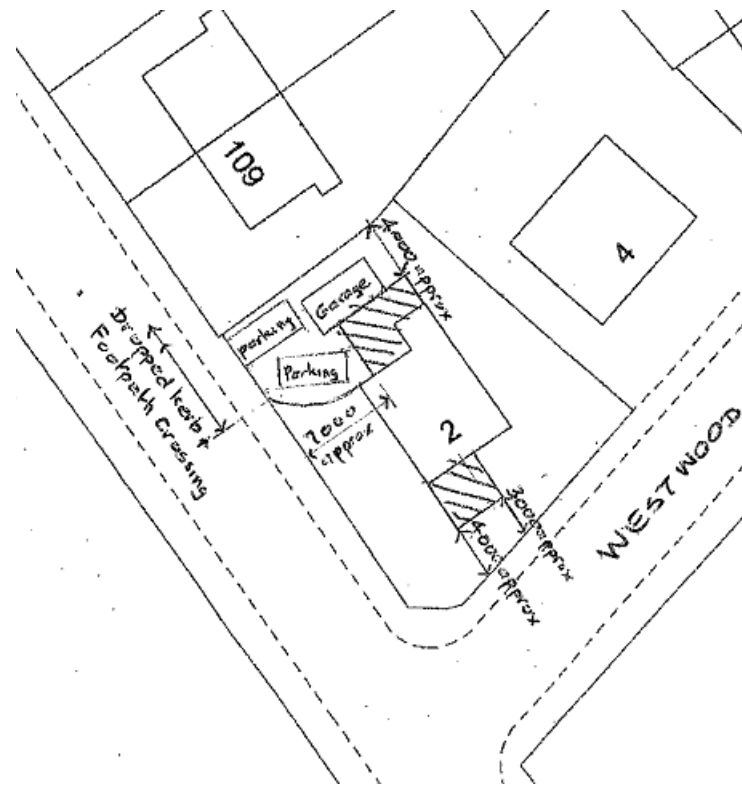 109
4
4000 approx
Garage
parking
Parking
Dropped kerb +
Footpath Crossing
7000
approx
2
3000 approx
4000 approx
WESTWOOD